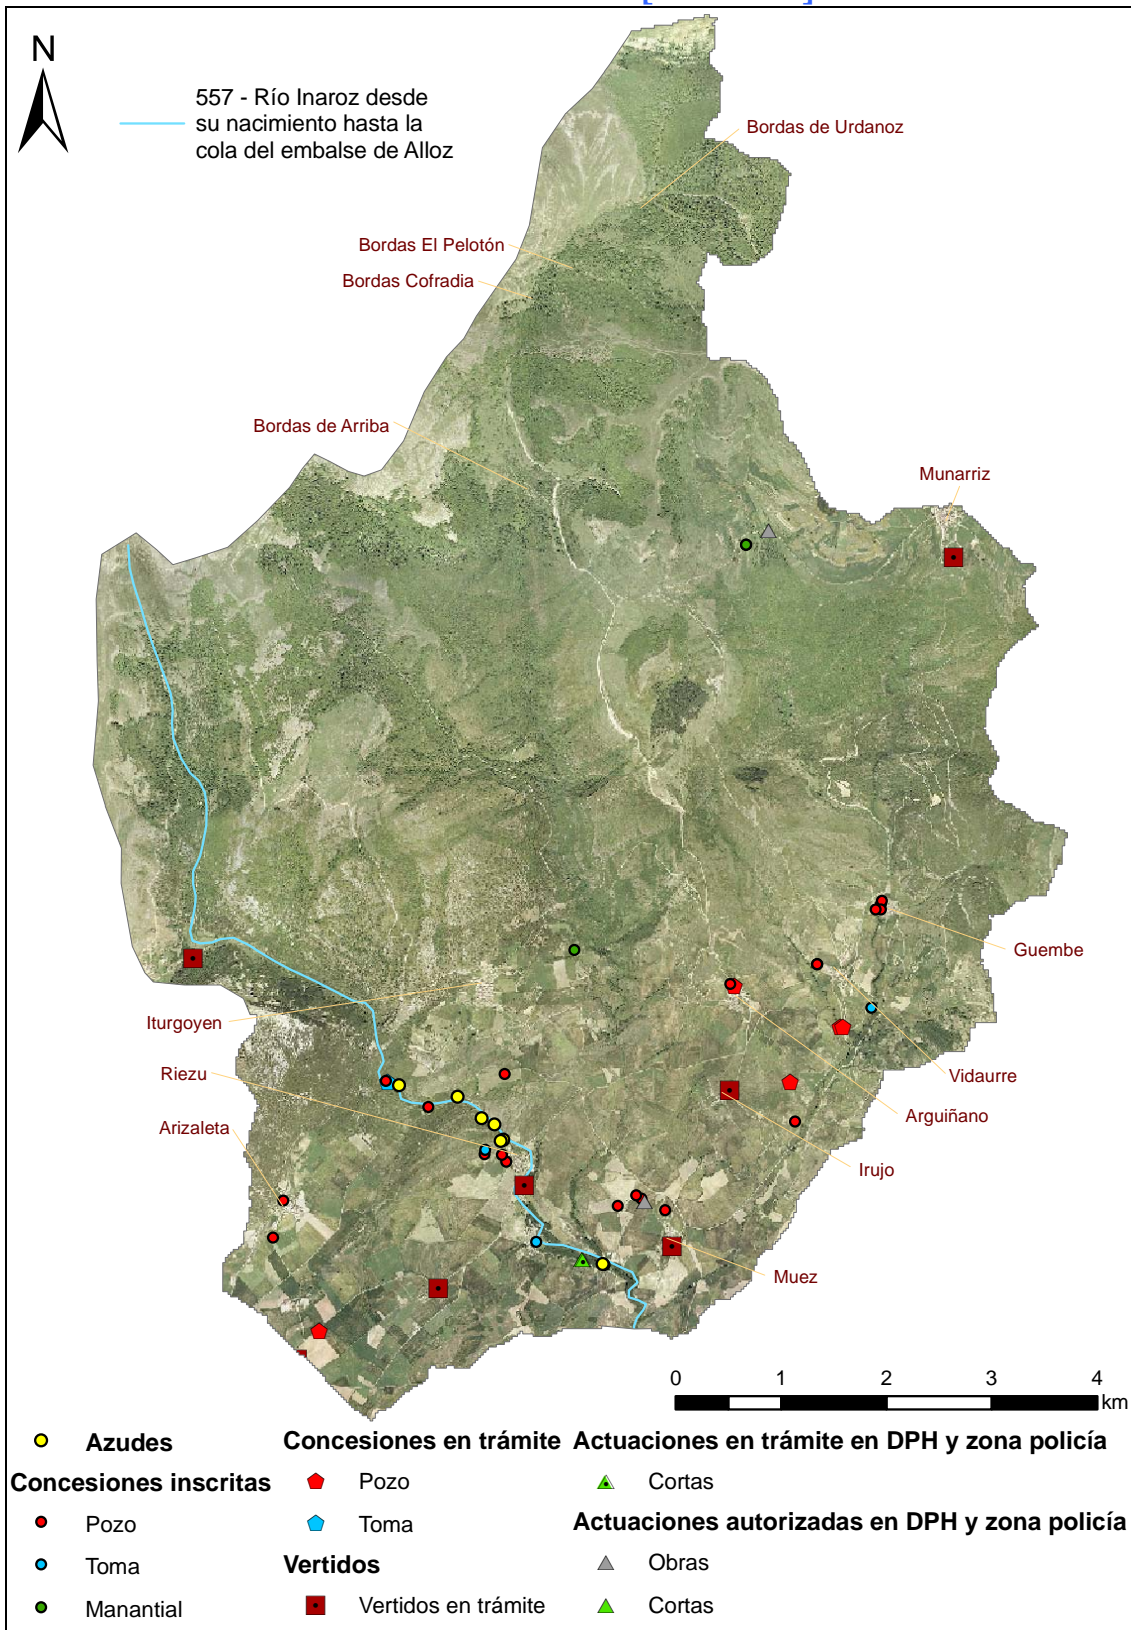 N
557 - Río Inaroz desde
su nacimiento hasta la
cola del embalse de Alloz
Bordas de Urdanoz
Bordas El Pelotón
Bordas Cofradia
Bordas de Arriba
Munarriz
Guembe
Iturgoyen
Riezu
Vidaurre
Arguiñano
Arizaleta
Irujo
Muez
0 1 2 3 4
km
Azudes
Concesiones inscritas
Pozo
Toma
Manantial
Concesiones en trámite
Pozo
Toma
Vertidos
Vertidos en trámite
Actuaciones en trámite en DPH y zona policía
Cortas
Actuaciones autorizadas en DPH y zona policía
Obras
Cortas